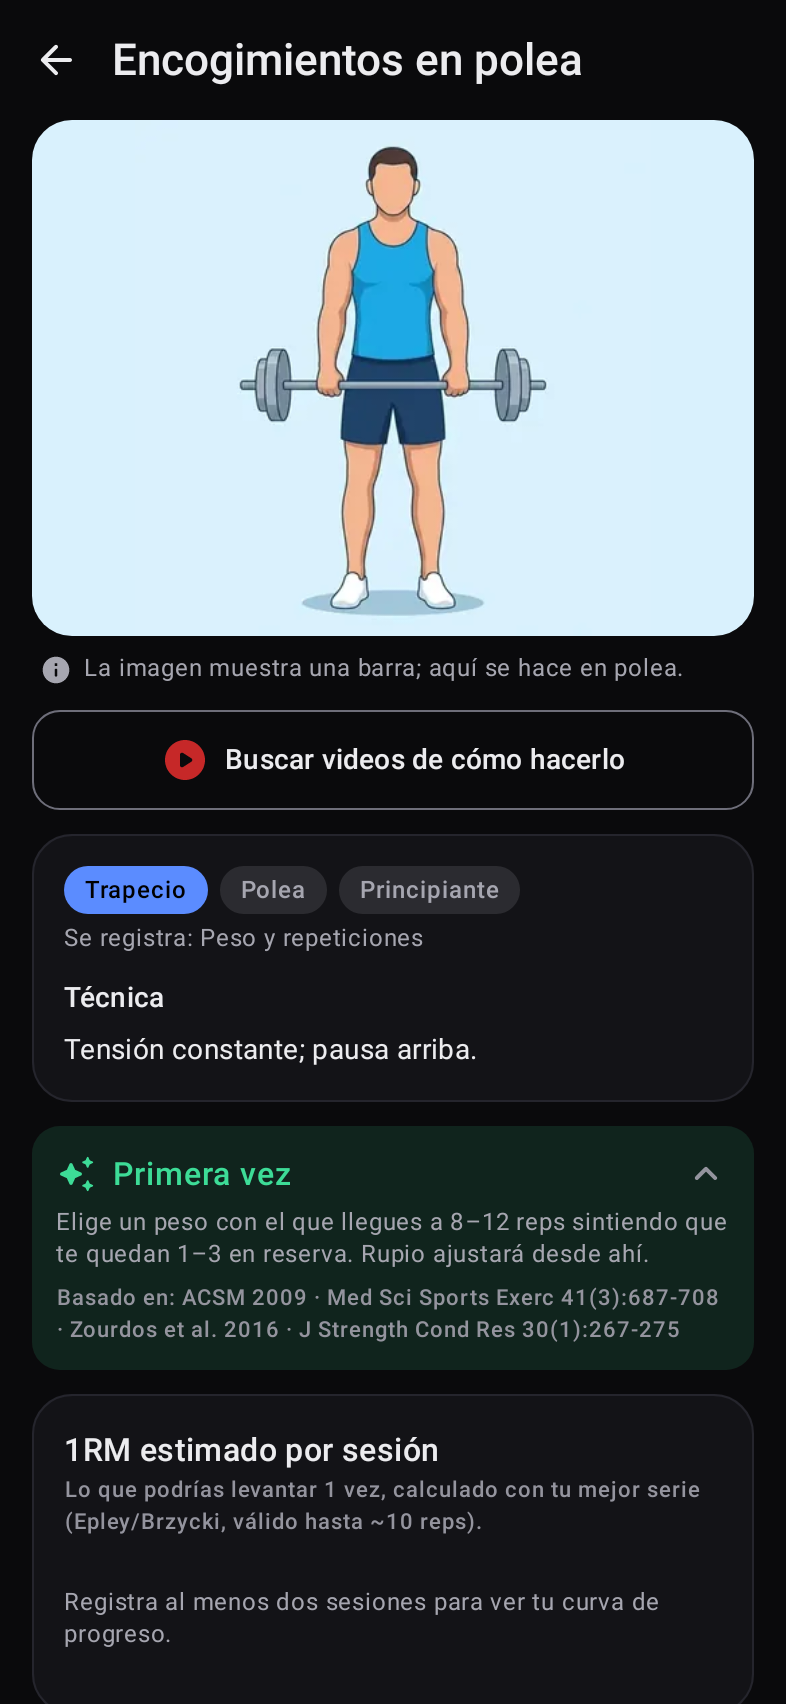 Encogimientos en polea
La imagen muestra una barra; aquí se hace en polea.
Buscar videos de cómo hacerlo
Trapecio Polea Principiante
Se registra: Peso y repeticiones
Técnica
Tensión constante; pausa arriba.
Primera vez
Elige un peso con el que llegues a 8–12 reps sintiendo que
te quedan 1–3 en reserva. Rupio ajustará desde ahí.
Basado en: ACSM 2009 · Med Sci Sports Exerc 41(3):687-708
· Zourdos et al. 2016 · J Strength Cond Res 30(1):267-275
1RM estimado por sesión
Lo que podrías levantar 1 vez, calculado con tu mejor serie
(Epley/Brzycki, válido hasta ~10 reps).
Registra al menos dos sesiones para ver tu curva de
progreso.